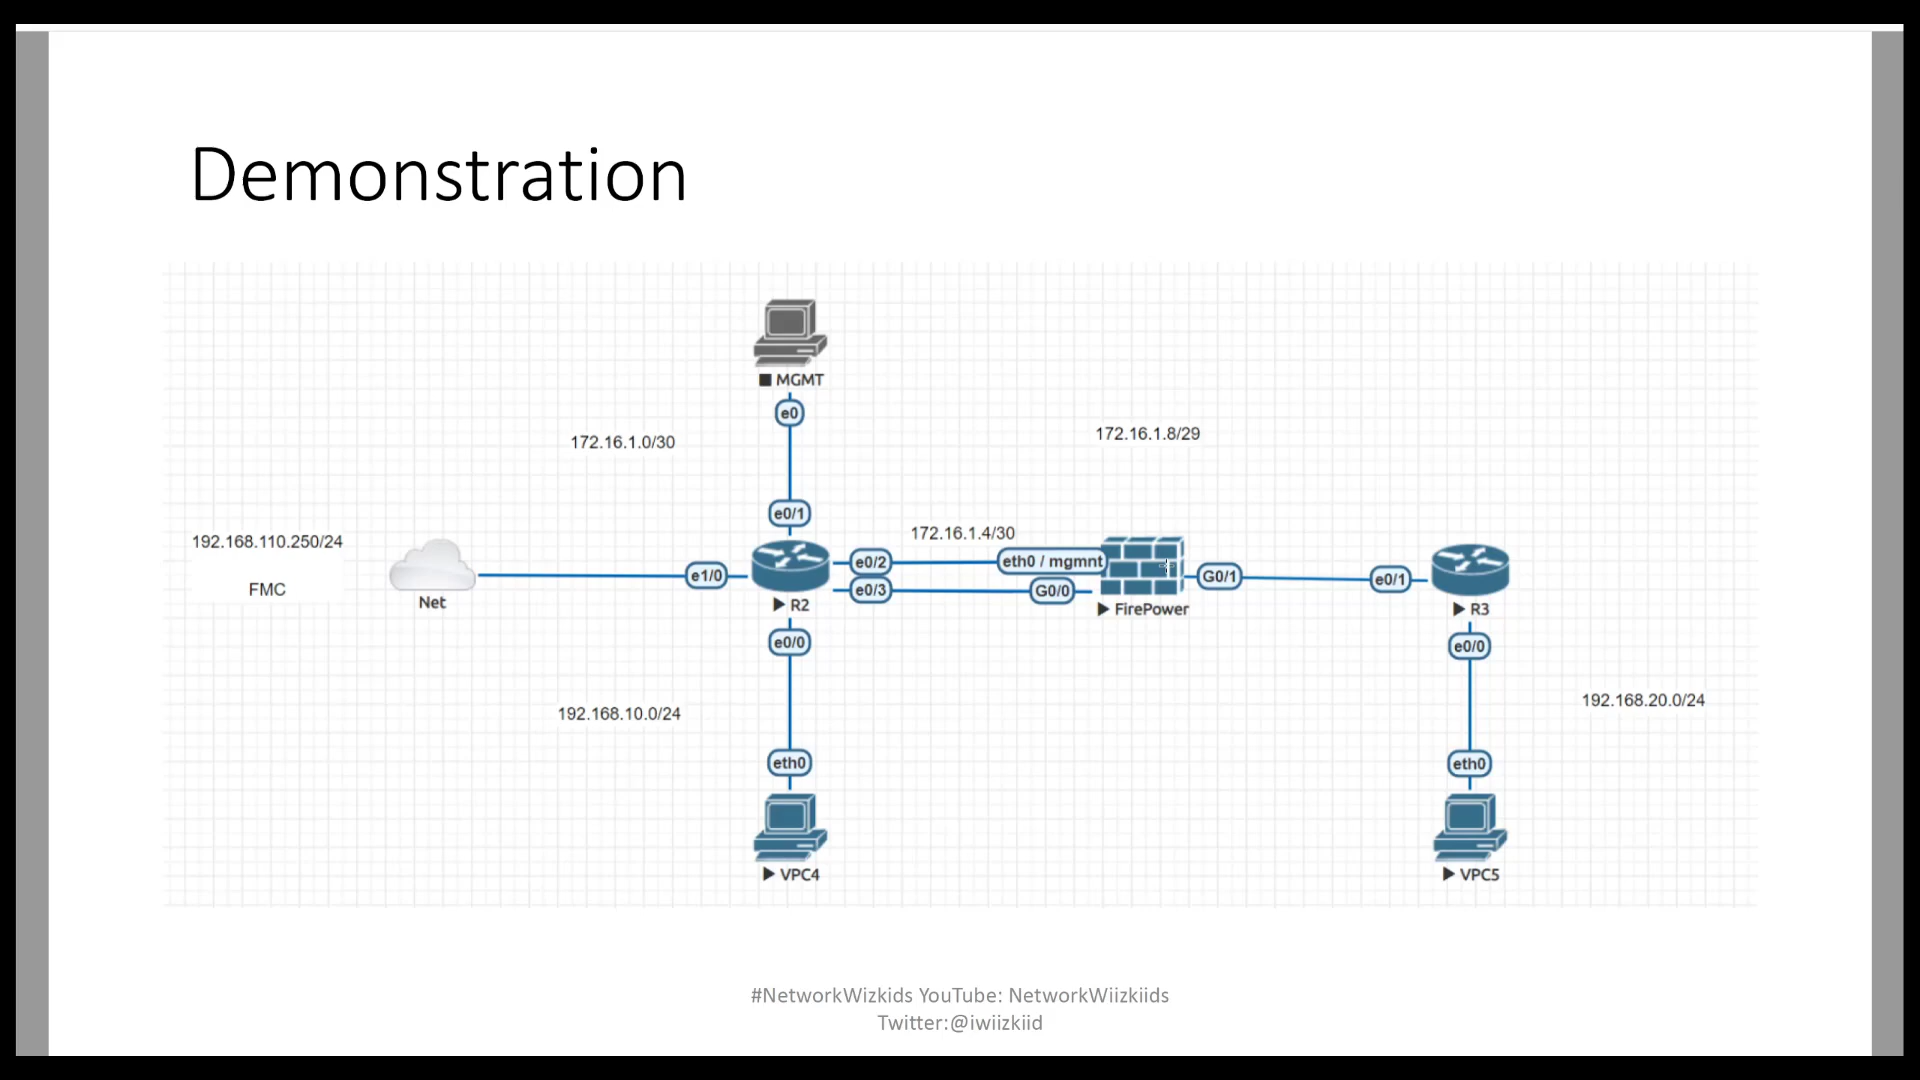 Demonstration
MGMT
e0
172.16.1.8/29
172.16.1.0/30
e0/1
172.16.1.4/30
192.168.110.250/24
e0/2
eth0 / mgmnt
e1/0
G0/1
e0/1
FMC
e0/3
G0/0
Net
R2
FirePower
R3
e0/0
e0/0
192.168.20.0/24
192.168.10.0/24
eth0
eth0
VPC4
VPC5
#NetworkWizkids YouTube: NetworkWiizkiids
Twitter:@iwiizkiid